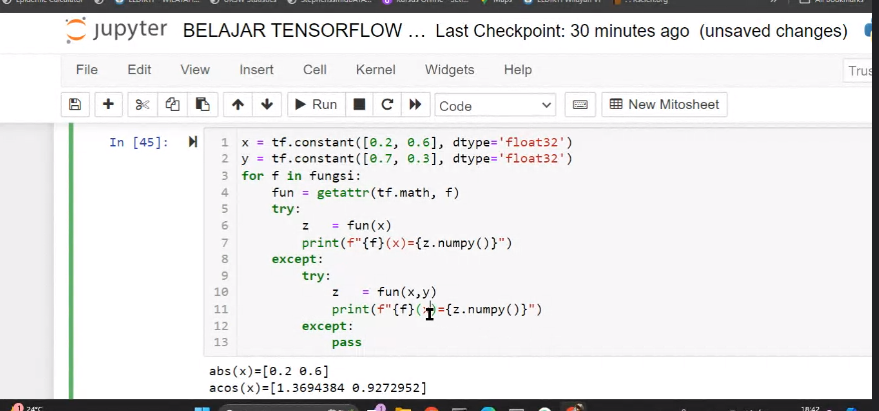 jupyter BELAJAR TENSORFLOW ... Last Checkpoint: 30 minutes ago (unsaved changes)
File Edit View Insert Cell Kernel Widgets Help Trus
Run Code New Mitosheet
In [45]:
1 x = tf.constant([0.2, 0.6], dtype='float32')
2 y = tf.constant([0.7, 0.3], dtype='float32')
3 for f in fungsi:
4 fun = getattr(tf.math, f)
5 try:
6 z = fun(x)
7 print(f"{f}(x)={z.numpy()}")
8 except:
9 try:
10 z = fun(x,y)
11 print(f"{f}(x)={z.numpy()}")
12 except:
13 pass
abs(x)=[0.2 0.6]
acos(x)=[1.3694384 0.9272952]
24°C